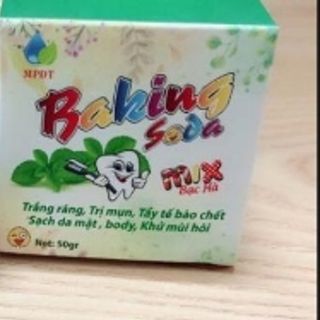 MPDT
Baking
Soda
mix
Bạc Hà
Trắng răng, Trị mụn, Tẩy tế bào chết
Sạch da mặt, body, Khử mùi hôi
Net: 50gr